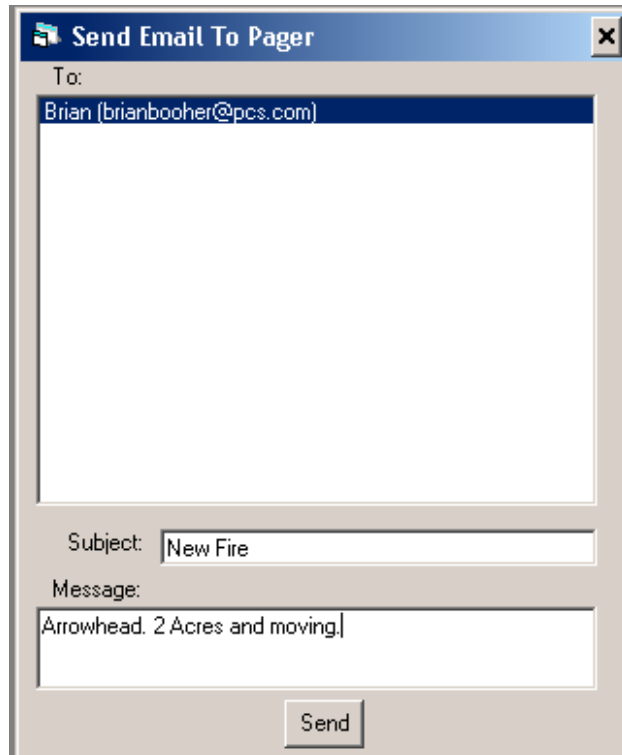 Send Email To Pager
To:
Brian (brianbooher@pcs.com)
Subject: New Fire
Message:
Arrowhead. 2 Acres and moving.
Send